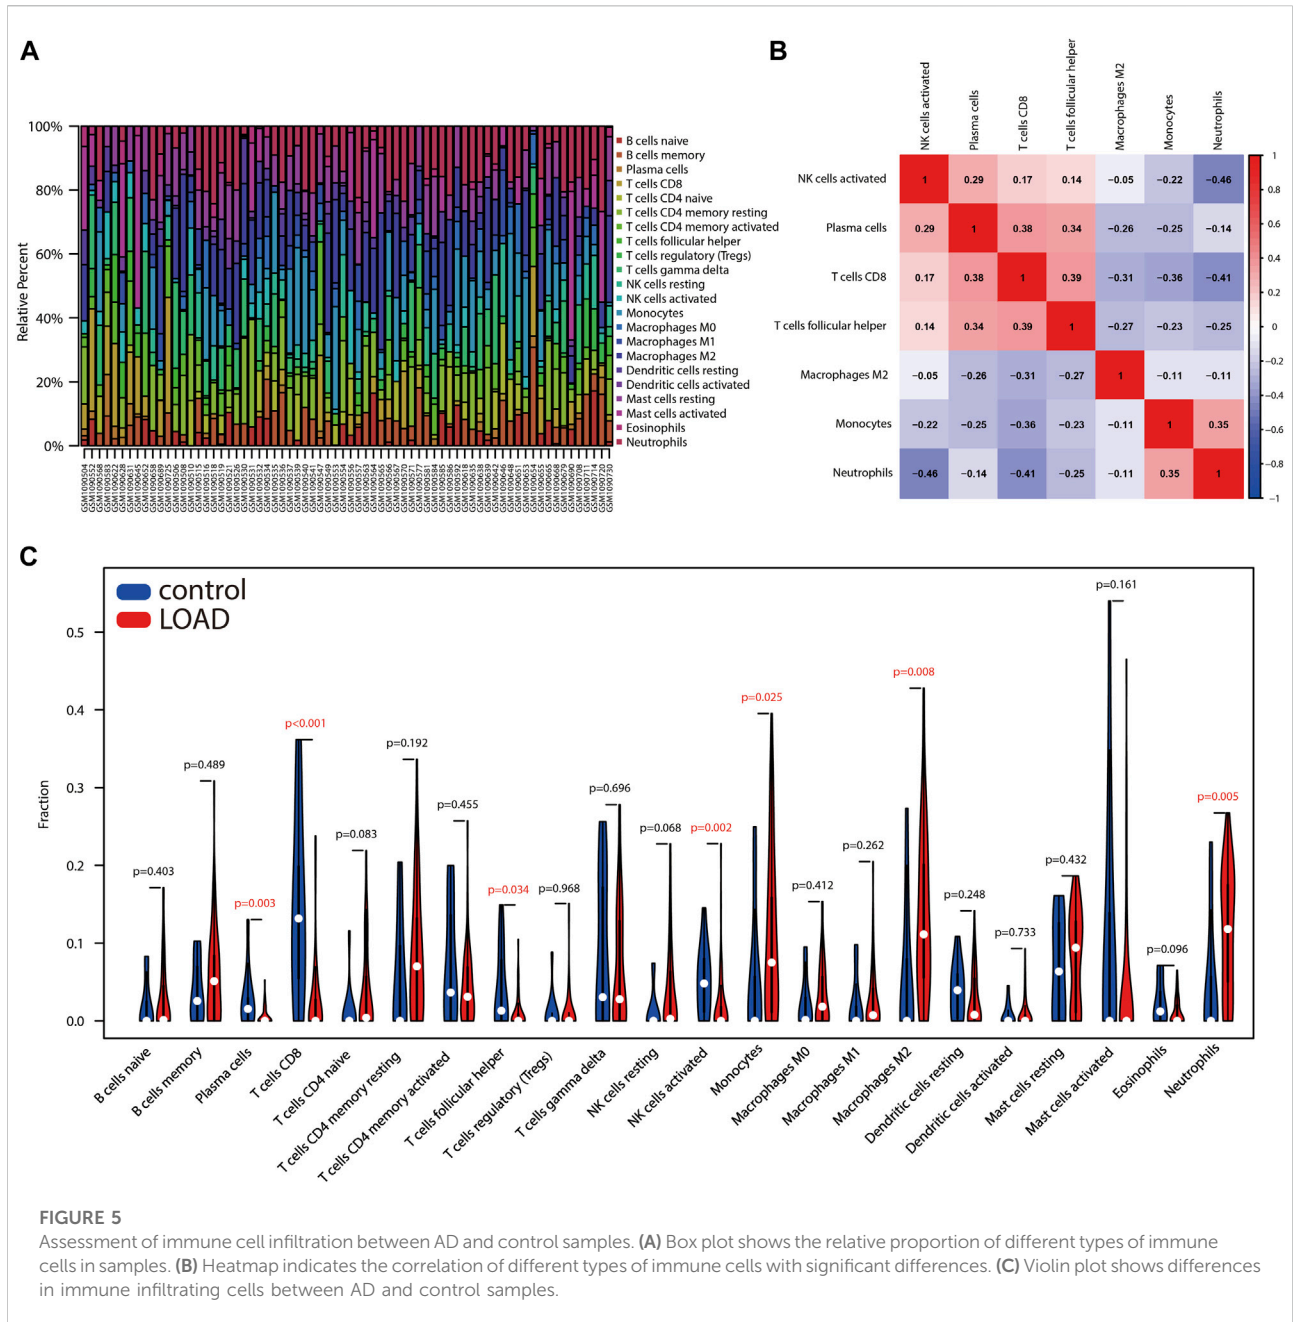 A
100%
80%
60%
40%
20%
0%
Relative Percent
B cells naive
B cells memory
Plasma cells
T cells CD8
T cells CD4 naive
T cells CD4 memory resting
T cells CD4 memory activated
T cells follicular helper
T cells regulatory (Tregs)
T cells gamma delta
NK cells resting
NK cells activated
Monocytes
Macrophages M0
Macrophages M1
Macrophages M2
Dendritic cells resting
Dendritic cells activated
Mast cells resting
Mast cells activated
Eosinophils
Neutrophils
B
NK cells activated
Plasma cells
T cells CD8
T cells follicular helper
Macrophages M2
Monocytes
Neutrophils
NK cells activated 1 0.29 0.17 0.14 −0.05 −0.22 −0.46
Plasma cells 0.29 1 0.38 0.34 −0.26 −0.25 −0.14
T cells CD8 0.17 0.38 1 0.39 −0.31 −0.36 −0.41
T cells follicular helper 0.14 0.34 0.39 1 −0.27 −0.23 −0.25
Macrophages M2 −0.05 −0.26 −0.31 −0.27 1 −0.11 −0.11
Monocytes −0.22 −0.25 −0.36 −0.23 −0.11 1 0.35
Neutrophils −0.46 −0.14 −0.41 −0.25 −0.11 0.35 1
1
0.8
0.6
0.4
0.2
0
−0.2
−0.4
−0.6
−0.8
−1
C
control
LOAD
Fraction
0.5
0.4
0.3
0.2
0.1
0.0
p=0.403
p=0.489
p=0.003
p<0.001
p=0.083
p=0.192
p=0.455
p=0.034
p=0.968
p=0.696
p=0.068
p=0.002
p=0.025
p=0.412
p=0.262
p=0.008
p=0.248
p=0.733
p=0.432
p=0.161
p=0.096
p=0.005
B cells naive
B cells memory
Plasma cells
T cells CD8
T cells CD4 naive
T cells CD4 memory resting
T cells CD4 memory activated
T cells follicular helper
T cells regulatory (Tregs)
T cells gamma delta
NK cells resting
NK cells activated
Monocytes
Macrophages M0
Macrophages M1
Macrophages M2
Dendritic cells resting
Dendritic cells activated
Mast cells resting
Mast cells activated
Eosinophils
Neutrophils
FIGURE 5
Assessment of immune cell infiltration between AD and control samples. (A) Box plot shows the relative proportion of different types of immune
cells in samples. (B) Heatmap indicates the correlation of different types of immune cells with significant differences. (C) Violin plot shows differences
in immune infiltrating cells between AD and control samples.